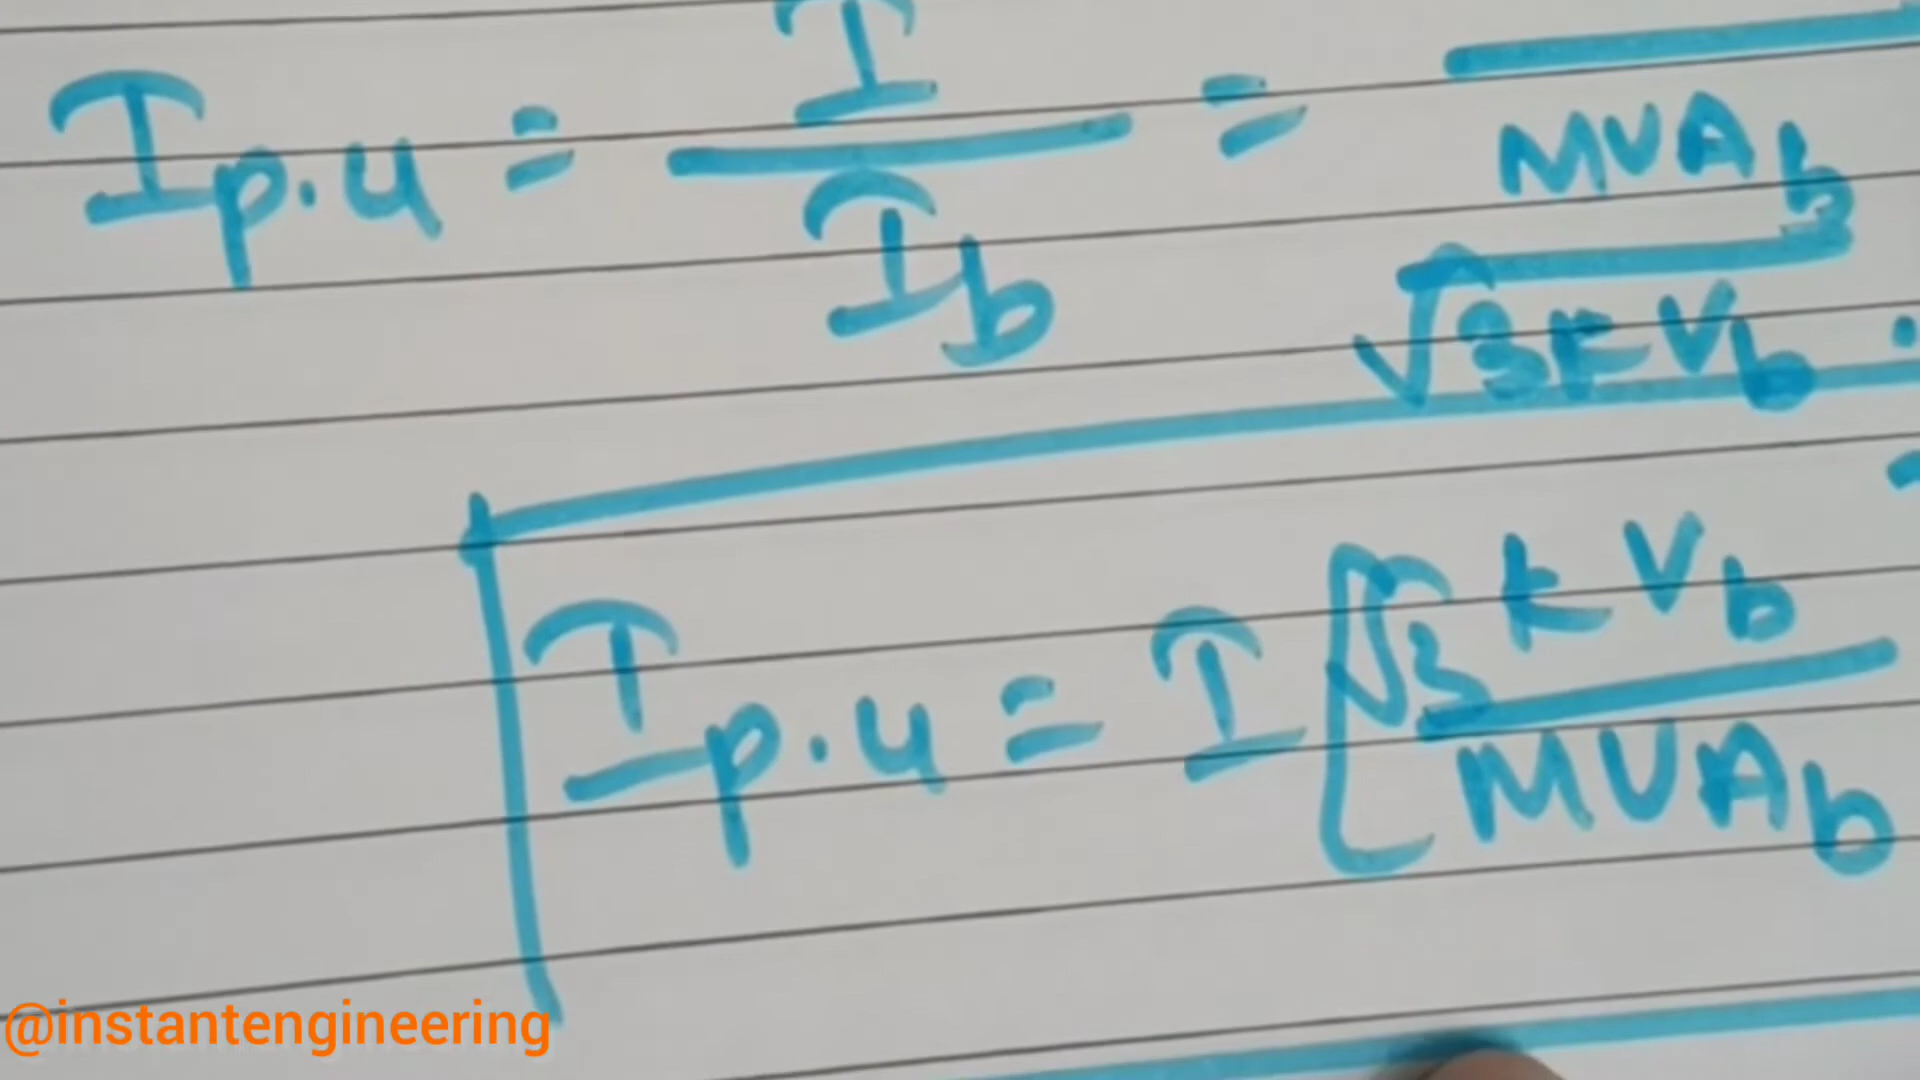 Ip.u = I / Ib =
MVAb / √3 kVb .
Ip.u = I [ √3 kVb / MVAb
@instantengineering